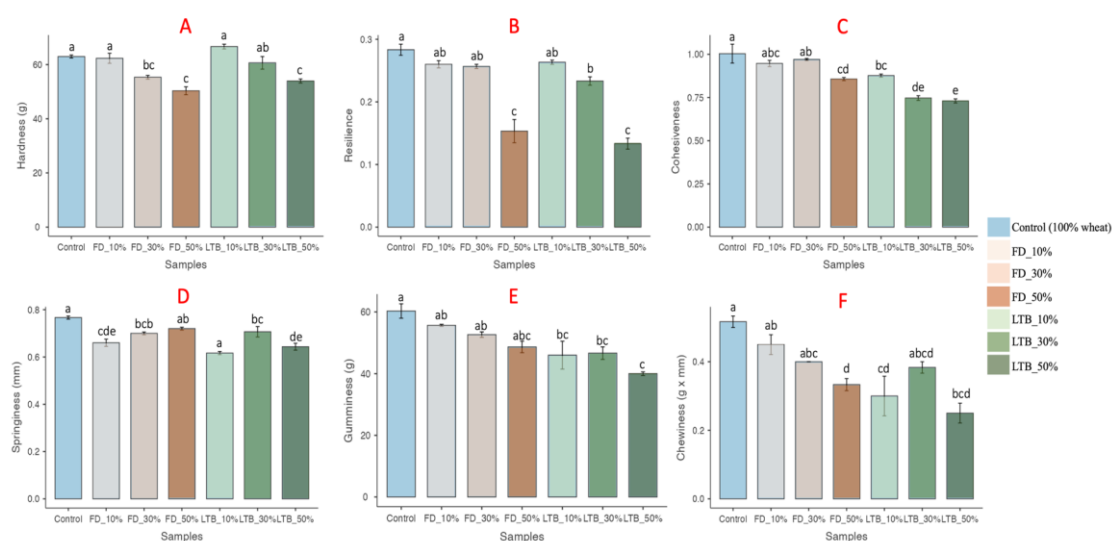 A
Hardness (g)
60
40
20
0
a
a
bc
c
a
ab
c
Control FD_10% FD_30% FD_50% LTB_10% LTB_30% LTB_50%
Samples
B
Resilience
0.3
0.2
0.1
0.0
a
ab
ab
c
ab
b
c
Control FD_10% FD_30% FD_50% LTB_10% LTB_30% LTB_50%
Samples
C
Cohesiveness
1.00
0.75
0.50
0.25
0.00
a
abc
ab
cd
bc
de
e
Control FD_10% FD_30% FD_50% LTB_10% LTB_30% LTB_50%
Samples
Control (100% wheat)
FD_10%
FD_30%
FD_50%
LTB_10%
LTB_30%
LTB_50%
D
Springiness (mm)
0.8
0.6
0.4
0.2
0.0
a
cde
bcb
ab
a
bc
de
Control FD_10% FD_30% FD_50% LTB_10% LTB_30% LTB_50%
Samples
E
Gumminess (g)
60
40
20
0
a
ab
ab
abc
bc
bc
c
Control FD_10% FD_30% FD_50% LTB_10% LTB_30% LTB_50%
Samples
F
Chewiness (g x mm)
0.4
0.2
0.0
a
ab
abc
d
cd
abcd
bcd
Control FD_10% FD_30% FD_50% LTB_10% LTB_30% LTB_50%
Samples